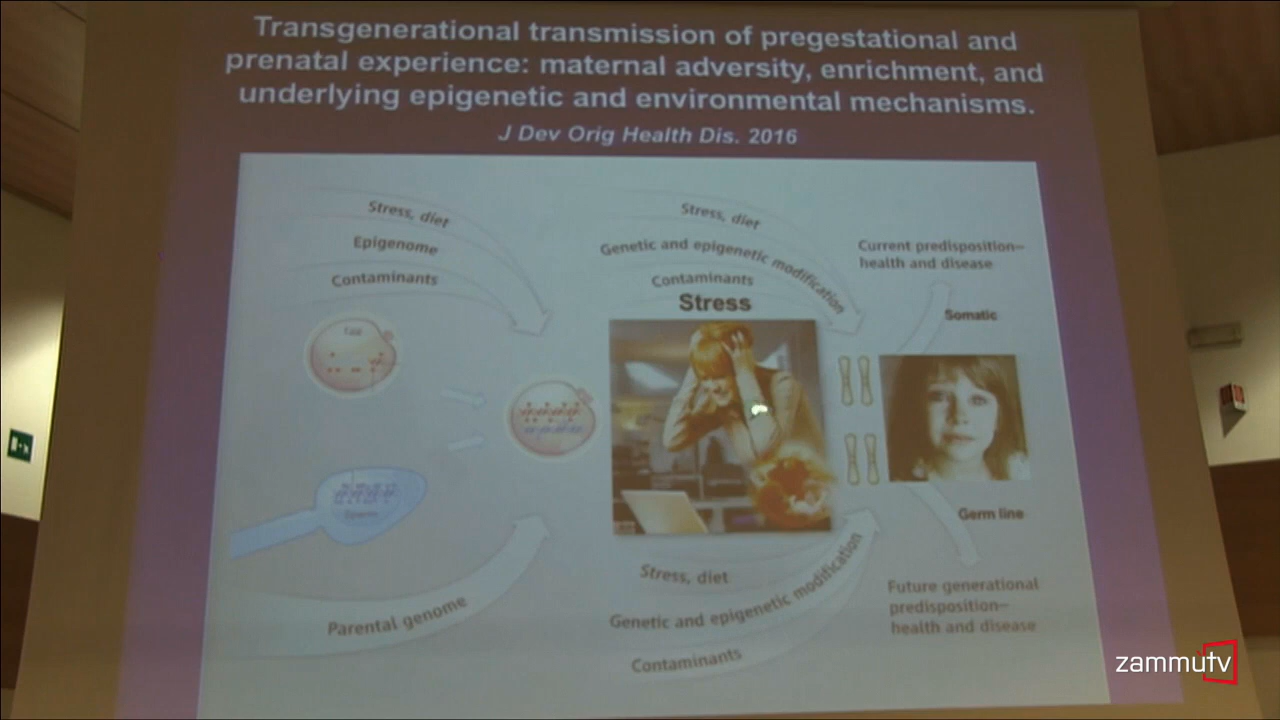 Transgenerational transmission of pregestational and
prenatal experience: maternal adversity, enrichment, and
underlying epigenetic and environmental mechanisms.
J Dev Orig Health Dis. 2016
Stress, diet
Epigenome
Contaminants
Stress, diet
Genetic and epigenetic modification
Contaminants
Stress
Current predisposition–
health and disease
Somatic
Germ line
Parental genome
Stress, diet
Genetic and epigenetic modification
Contaminants
Future generational
predisposition–
health and disease
zammùtv